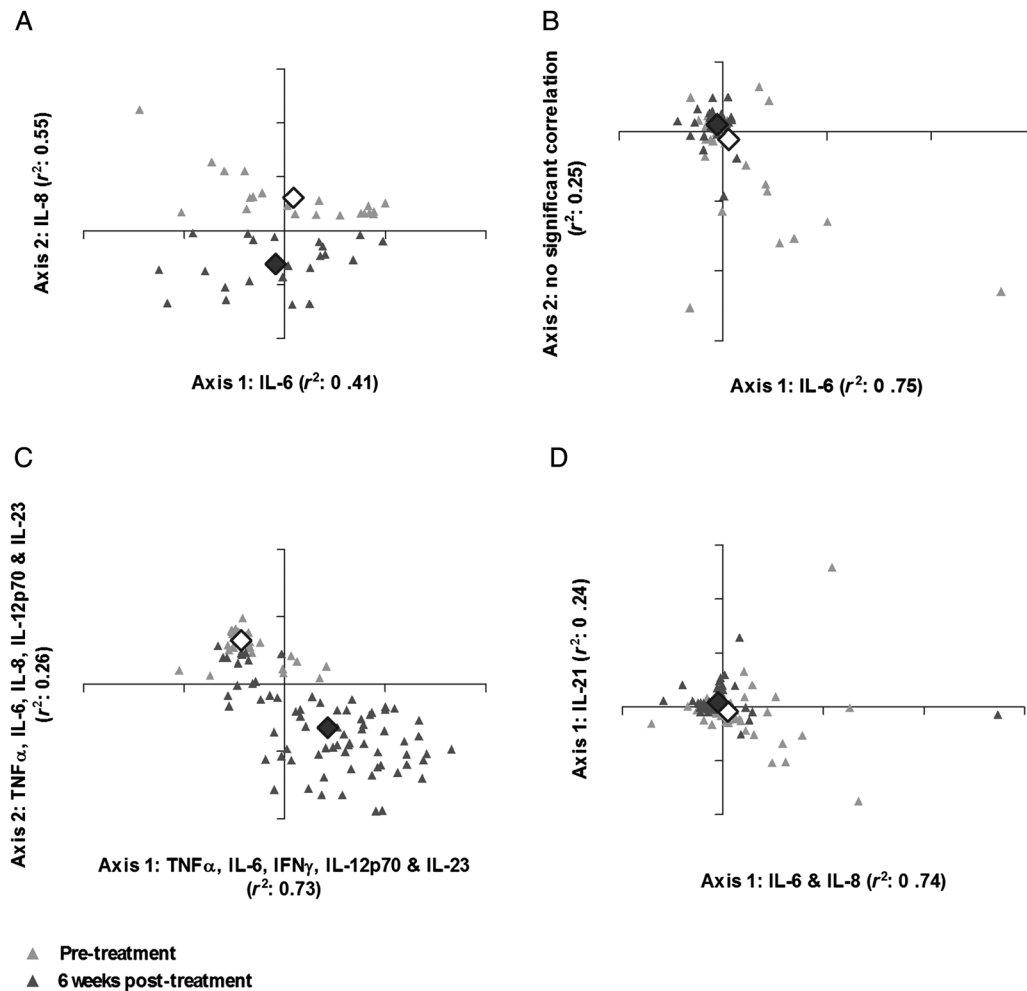 A
Axis 2: IL-8 (r²: 0.55)
Axis 1: IL-6 (r²: 0 .41)
B
Axis 2: no significant correlation
(r²: 0.25)
Axis 1: IL-6 (r²: 0 .75)
C
Axis 2: TNFα, IL-6, IL-8, IL-12p70 & IL-23
(r²: 0.26)
Axis 1: TNFα, IL-6, IFNγ, IL-12p70 & IL-23
(r²: 0.73)
D
Axis 1: IL-21 (r²: 0 .24)
Axis 1: IL-6 & IL-8 (r²: 0 .74)
Pre-treatment
6 weeks post-treatment